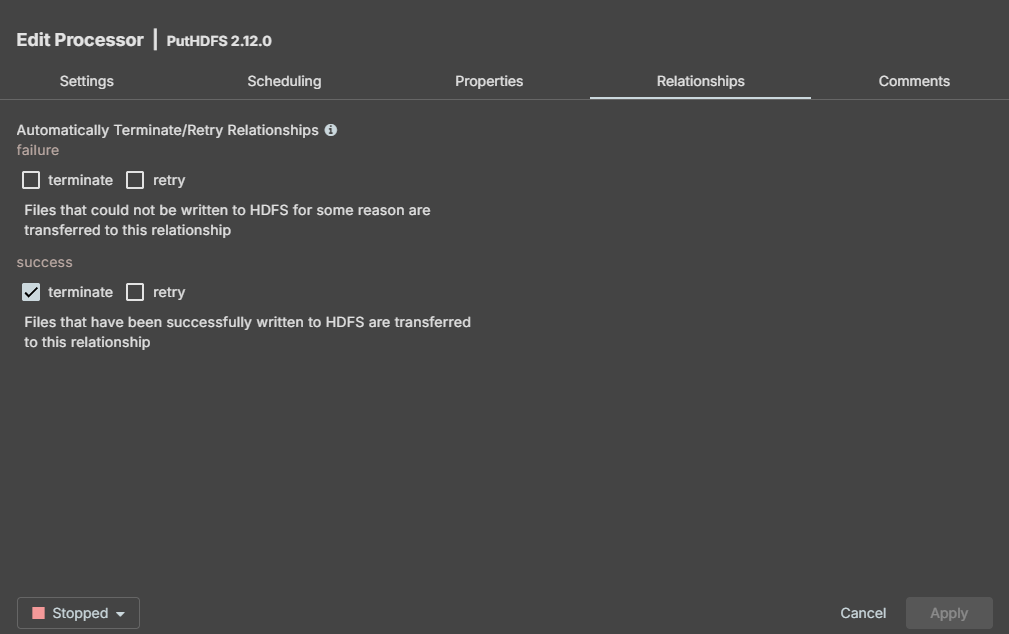 Edit Processor | PutHDFS 2.12.0
Settings Scheduling Properties Relationships Comments
Automatically Terminate/Retry Relationships
failure
terminate retry
Files that could not be written to HDFS for some reason are
transferred to this relationship
success
terminate retry
Files that have been successfully written to HDFS are transferred
to this relationship
Stopped Cancel Apply